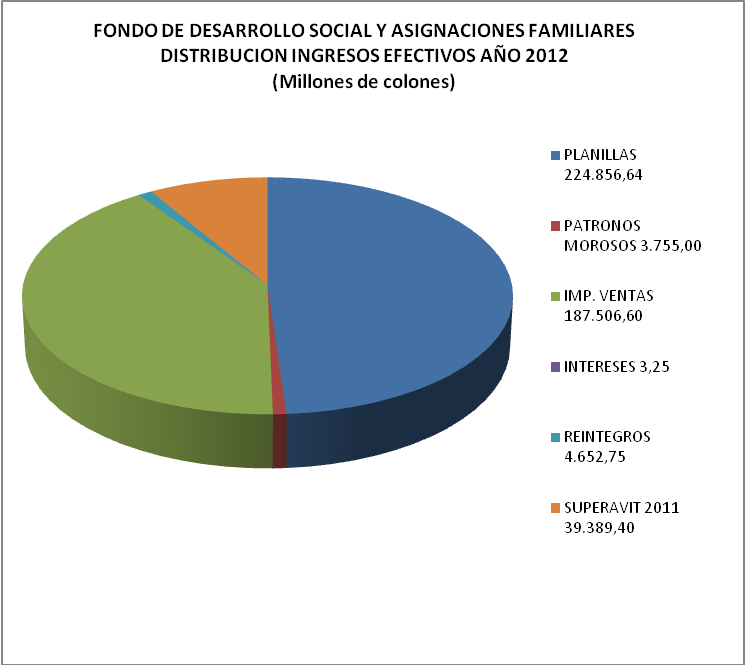 FONDO DE DESARROLLO SOCIAL Y ASIGNACIONES FAMILIARES
DISTRIBUCION INGRESOS EFECTIVOS AÑO 2012
(Millones de colones)
PLANILLAS
224.856,64
PATRONOS
MOROSOS 3.755,00
IMP. VENTAS
187.506,60
INTERESES 3,25
REINTEGROS
4.652,75
SUPERAVIT 2011
39.389,40